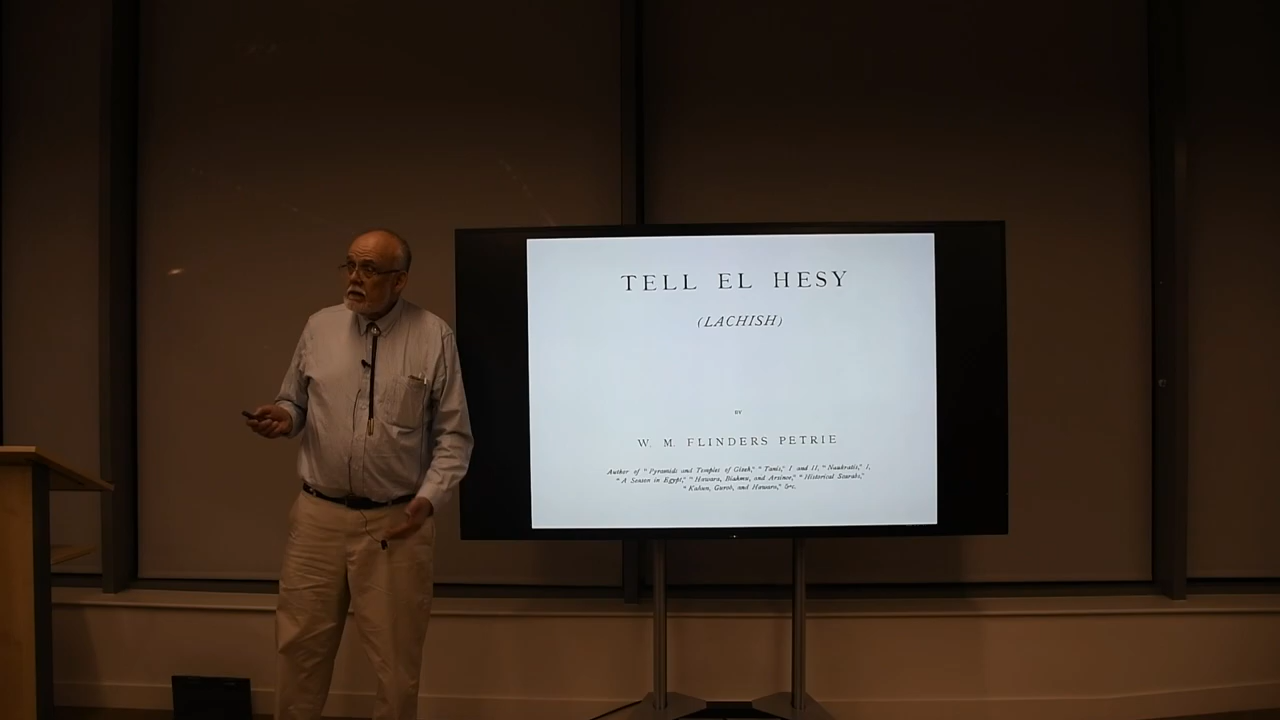 TELL EL HESY
(LACHISH)
BY
W. M. FLINDERS PETRIE
Author of "Pyramids and Temples of Gizeh," "Tanis," I and II, "Naukratis," I,
"A Season in Egypt," "Hawara, Biahmu, and Arsinoe," "Historical Scarabs,"
"Kahun, Gurob, and Hawara," &c.